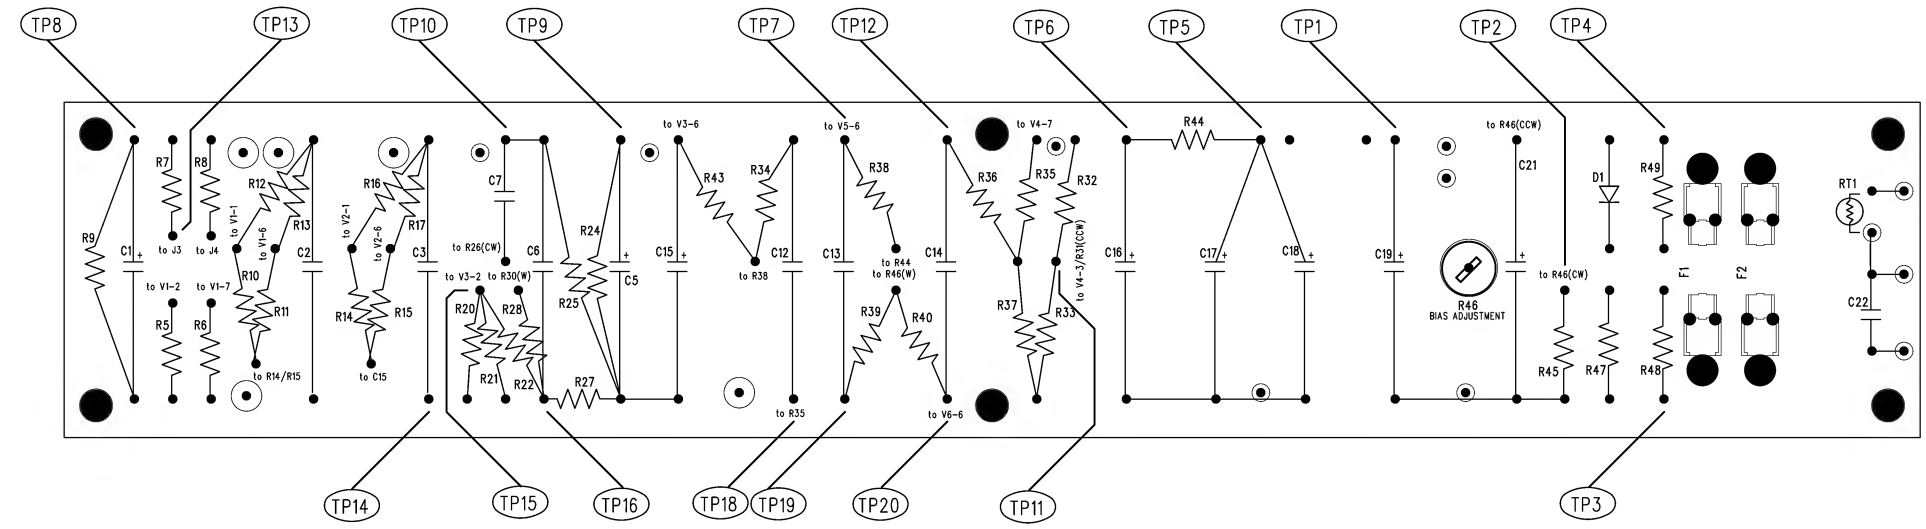 TP8
TP13
TP10
TP9
TP7
TP12
TP6
TP5
TP1
TP2
TP4
to V3-6
to V5-6
to V4-7
R44
to R46(CCW)
R7
R8
R12
R16
C7
R43
R34
R38
R36
R35
R32
C21
D1
R49
RT1
R13
R17
to V1-1
to V1-6
to V2-1
to V2-6
R9
C1
+
to J3
to J4
C2
C3
to R26(CW)
C6
R24
+
C5
C15
+
to R38
C12
C13
to R44
to R46(W)
C14
to V4-3/R31(CCW)
C16
+
C17
+
C18
+
C19
+
+
to R46(CW)
F1
F2
to V1-2
to V1-7
R10
R11
R14
R15
to V3-2
to R30(W)
R20
R28
R25
R39
R40
R37
R33
R46
BIAS ADJUSTMENT
C22
R5
R6
to R14/R15
to C15
R21
R22
R27
to R35
to V6-6
R45
R47
R48
TP14
TP15
TP16
TP18
TP19
TP20
TP11
TP3